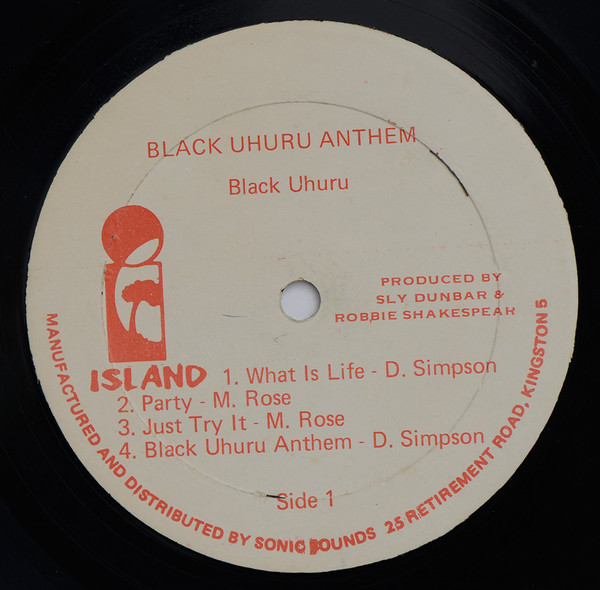 BLACK UHURU ANTHEM
Black Uhuru
PRODUCED BY
SLY DUNBAR &
ROBBIE SHAKESPEAR
ISLAND
1. What Is Life - D. Simpson
2. Party - M. Rose
3. Just Try It - M. Rose
4. Black Uhuru Anthem - D. Simpson
Side 1
MANUFACTURED AND DISTRIBUTED BY SONIC SOUNDS 25 RETIREMENT ROAD, KINGSTON 5